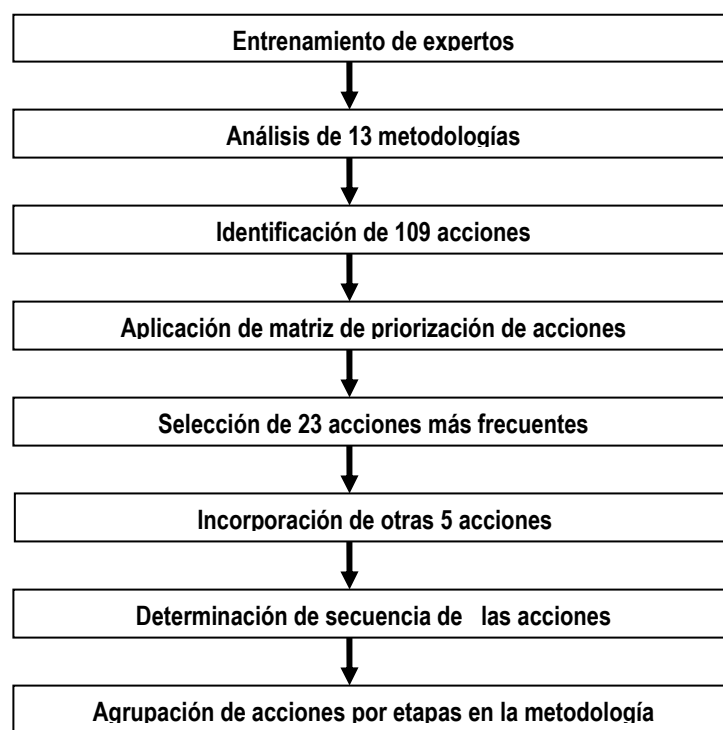 Entrenamiento de expertos
Análisis de 13 metodologías
Identificación de 109 acciones
Aplicación de matriz de priorización de acciones
Selección de 23 acciones más frecuentes
Incorporación de otras 5 acciones
Determinación de secuencia de las acciones
Agrupación de acciones por etapas en la metodología